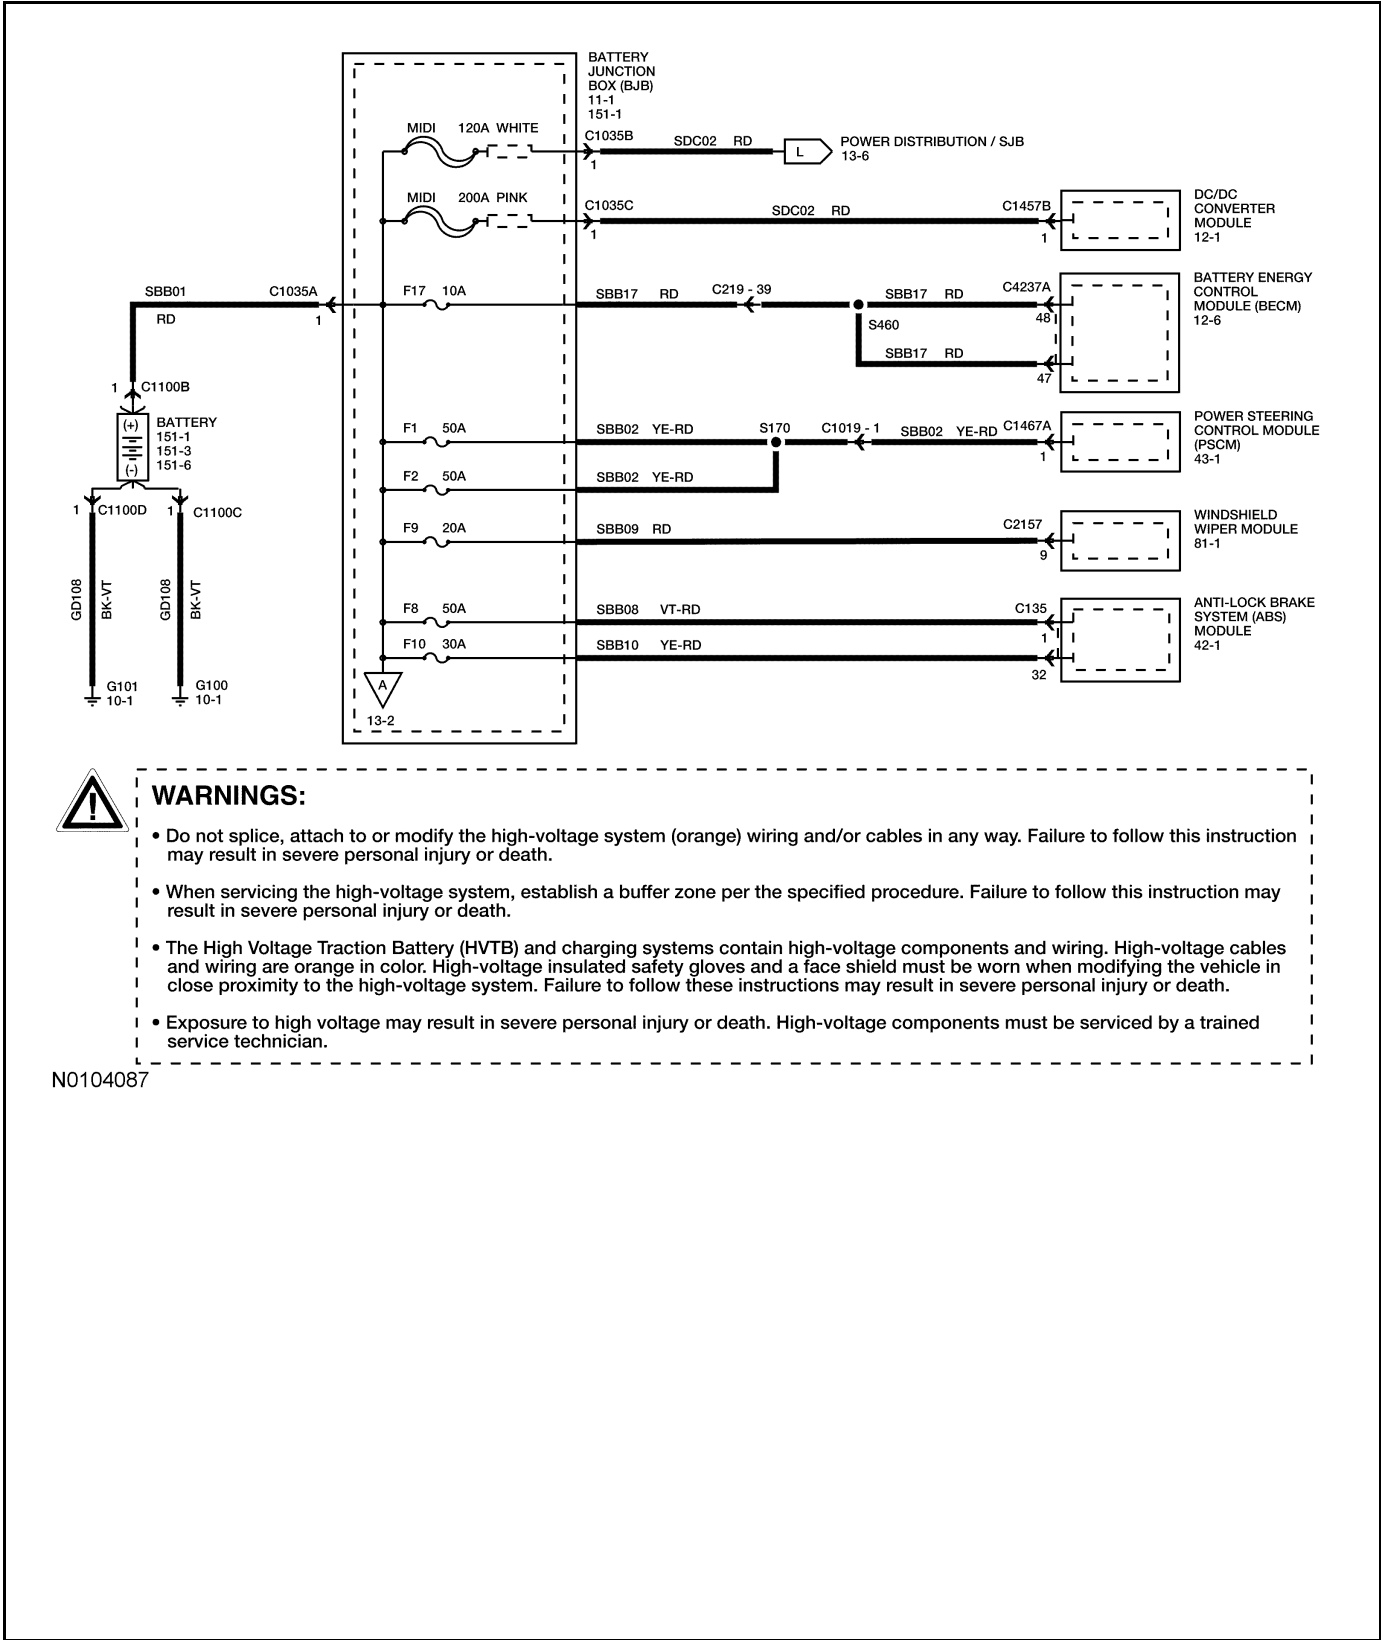 BATTERY
JUNCTION
BOX (BJB)
11-1
151-1
MIDI 120A WHITE
C1035B
1
SDC02 RD
L
POWER DISTRIBUTION / SJB
13-6
MIDI 200A PINK
C1035C
1
SDC02 RD
C1457B
1
DC/DC
CONVERTER
MODULE
12-1
SBB01
RD
C1035A
1
F17 10A
SBB17 RD
C219 - 39
S460
SBB17 RD
C4237A
48
SBB17 RD
47
BATTERY ENERGY
CONTROL
MODULE (BECM)
12-6
1 C1100B
(+)
(-)
BATTERY
151-1
151-3
151-6
1 C1100D
1 C1100C
GD108
BK-VT
GD108
BK-VT
G101
10-1
G100
10-1
F1 50A
SBB02 YE-RD
S170
C1019 - 1
SBB02 YE-RD
C1467A
1
POWER STEERING
CONTROL MODULE
(PSCM)
43-1
F2 50A
SBB02 YE-RD
F9 20A
SBB09 RD
C2157
9
WINDSHIELD
WIPER MODULE
81-1
F8 50A
SBB08 VT-RD
C135
1
F10 30A
SBB10 YE-RD
32
ANTI-LOCK BRAKE
SYSTEM (ABS)
MODULE
42-1
A
13-2
!
WARNINGS:
• Do not splice, attach to or modify the high-voltage system (orange) wiring and/or cables in any way. Failure to follow this instruction
may result in severe personal injury or death.
• When servicing the high-voltage system, establish a buffer zone per the specified procedure. Failure to follow this instruction may
result in severe personal injury or death.
• The High Voltage Traction Battery (HVTB) and charging systems contain high-voltage components and wiring. High-voltage cables
and wiring are orange in color. High-voltage insulated safety gloves and a face shield must be worn when modifying the vehicle in
close proximity to the high-voltage system. Failure to follow these instructions may result in severe personal injury or death.
• Exposure to high voltage may result in severe personal injury or death. High-voltage components must be serviced by a trained
service technician.
N0104087